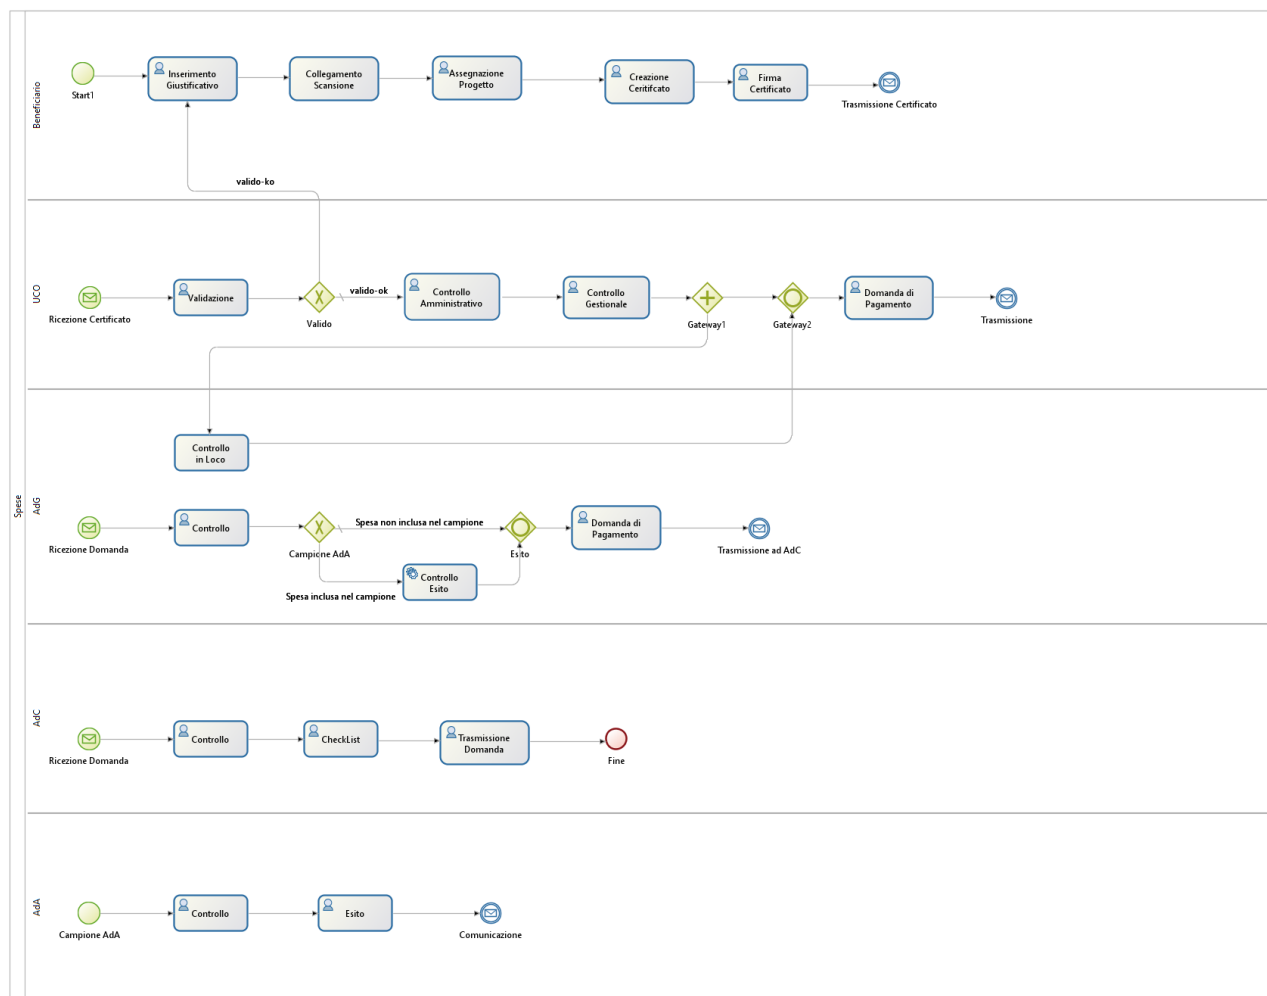 Spese
Beneficiario
Start1
Inserimento
Giustificativo
Collegamento
Scansione
Assegnazione
Progetto
Creazione
Ceritifcato
Firma
Certificato
Trasmissione Certificato
valido-ko
UCO
Ricezione Certificato
Validazione
Valido
valido-ok
Controllo
Amministrativo
Controllo
Gestionale
Gateway1
Gateway2
Domanda di
Pagamento
Trasmissione
AdG
Controllo
in Loco
Ricezione Domanda
Controllo
Campione AdA
Spesa non inclusa nel campione
Spesa inclusa nel campione
Controllo
Esito
Esito
Domanda di
Pagamento
Trasmissione ad AdC
AdC
Ricezione Domanda
Controllo
CheckList
Trasmissione
Domanda
Fine
AdA
Campione AdA
Controllo
Esito
Comunicazione